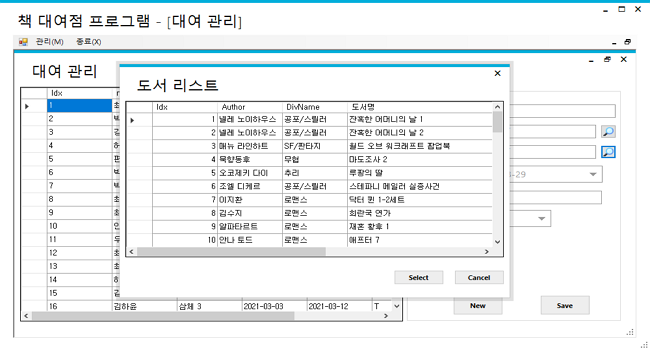 책 대여점 프로그램 - [대여 관리]
관리(M) 종료(X)
대여 관리
도서 리스트
Idx
Idx Author DivName 도서명
1 넬레 노이하우스 공포/스릴러 잔혹한 어머니의 날 1
2 넬레 노이하우스 공포/스릴러 잔혹한 어머니의 날 2
3 매뉴 라인하트 SF/판타지 월드 오브 워크래프트 팝업북
4 묵향동후 무협 마도조사 2
5 오코제키 다이 추리 루팡의 딸
6 조엘 디케르 공포/스릴러 스테파니 메일러 실종사건
7 이지환 로맨스 닥터 퀸 1-2세트
8 김수지 로맨스 희란국 연가
9 알파타르트 로맨스 재혼 황후 1
10 안나 토드 로맨스 애프터 7
Select Cancel
1
2
3
4
5
6
7
8
9
10
11
12
13
14
15
16 김하윤 삼체 3 2021-03-03 2021-03-12 T
-29
New Save